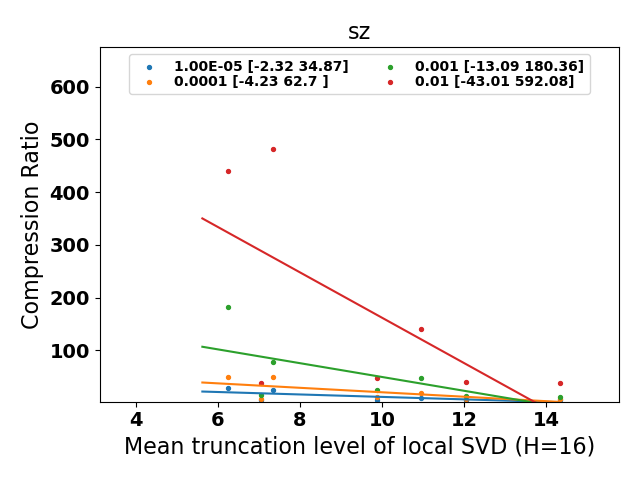 sz
1.00E-05 [-2.32 34.87]
0.0001 [-4.23 62.7 ]
0.001 [-13.09 180.36]
0.01 [-43.01 592.08]
Compression Ratio
600
500
400
300
200
100
4 6 8 10 12 14
Mean truncation level of local SVD (H=16)